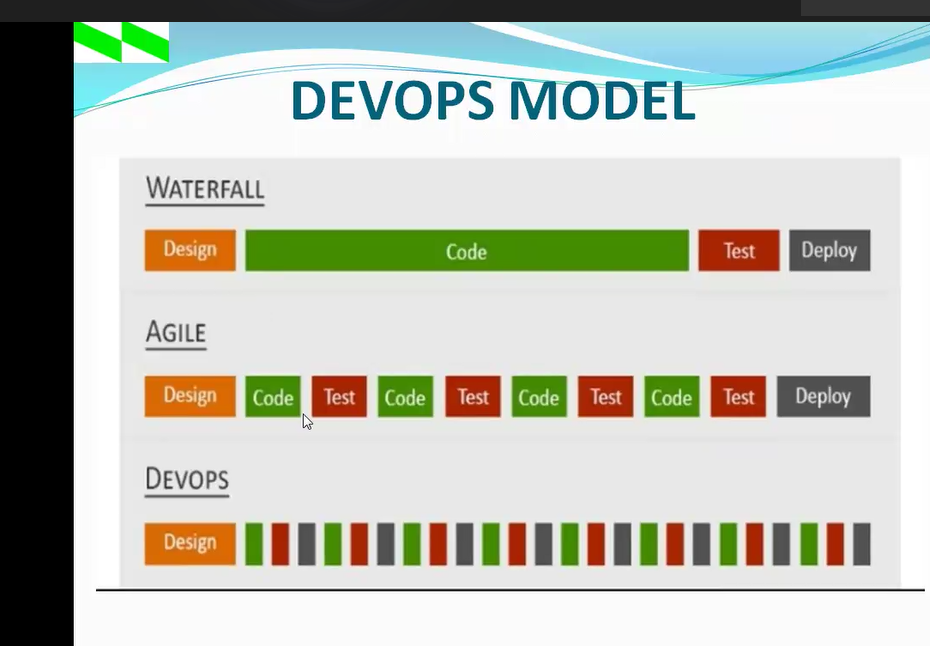 DEVOPS MODEL
WATERFALL
Design Code Test Deploy
AGILE
Design Code Test Code Test Code Test Code Test Deploy
DEVOPS
Design